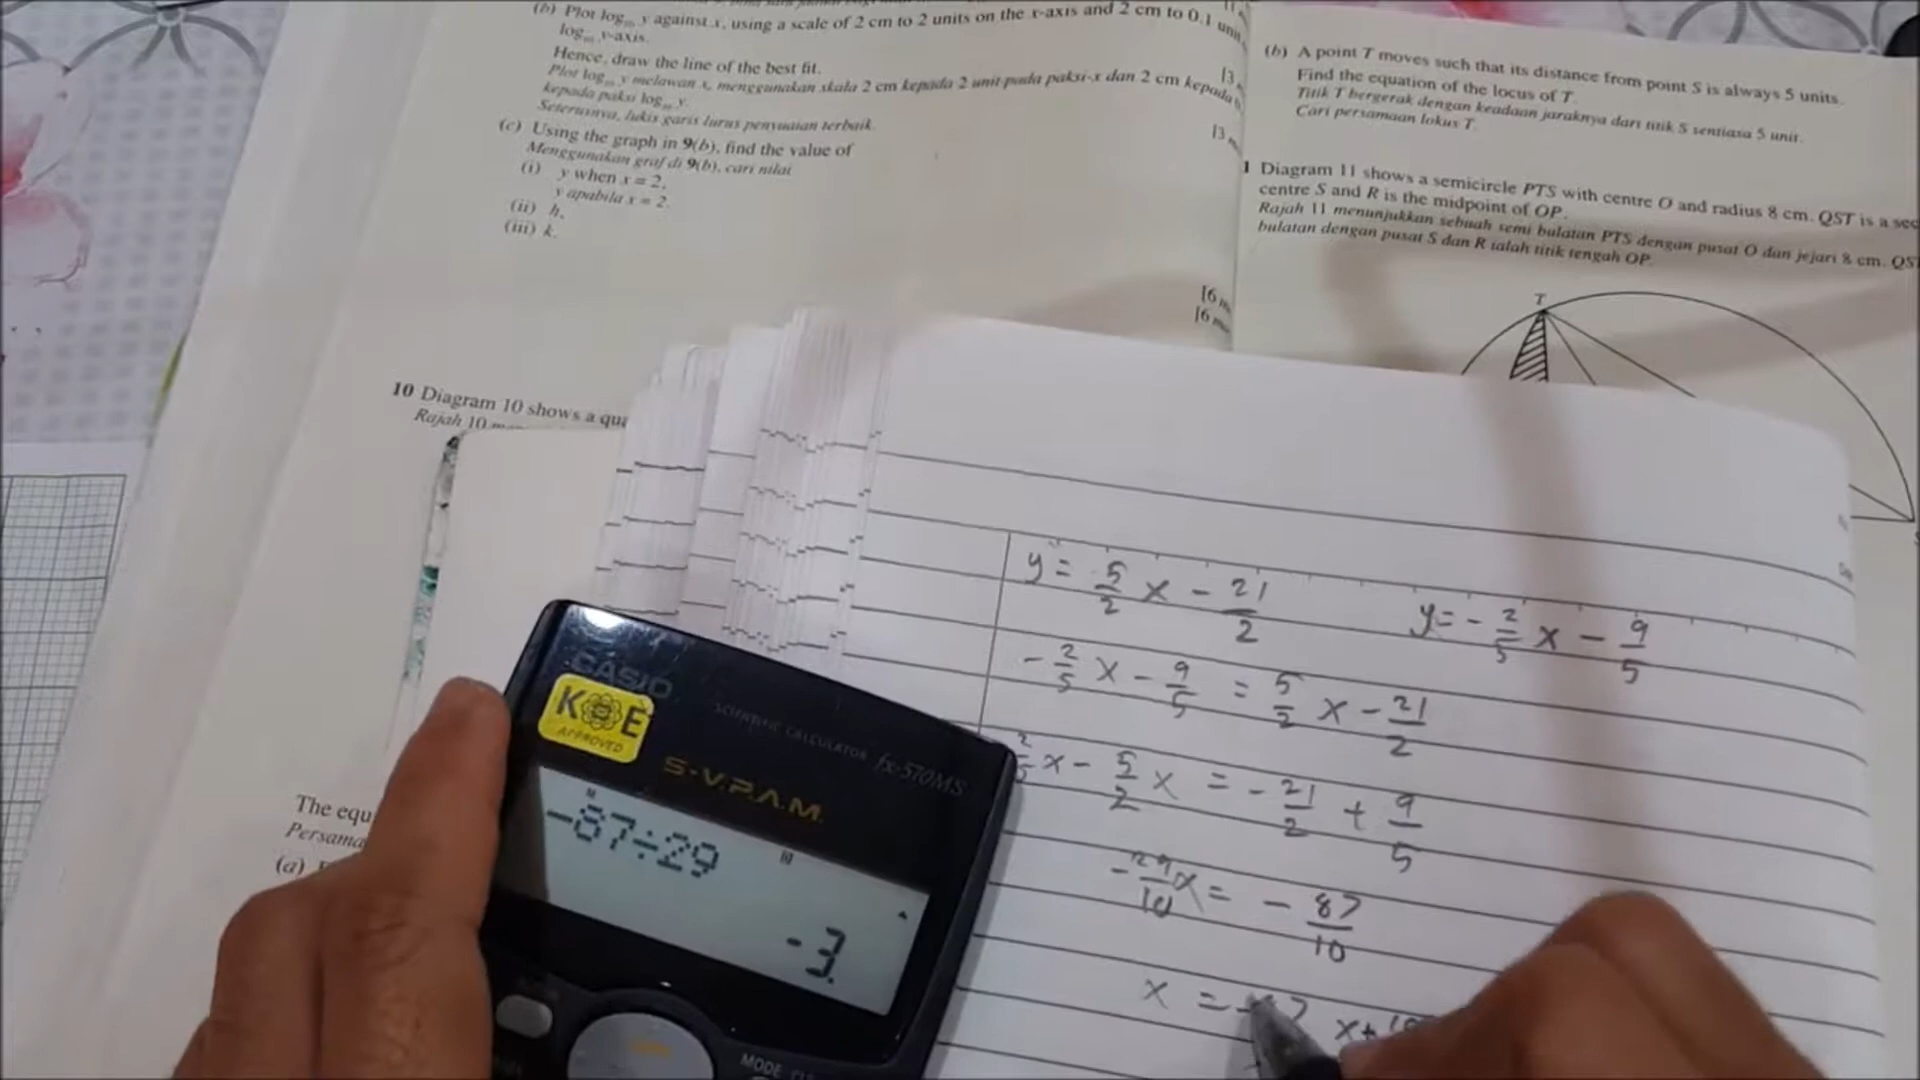 (b) Plot log₁₀ y against x, using a scale of 2 cm to 2 units on the x-axis and 2 cm to 0.1 unit
log₁₀ y-axis.
Hence, draw the line of the best fit.
Plot log₁₀ y melawan x, menggunakan skala 2 cm kepada 2 unit pada paksi-x dan 2 cm kepada
kepada paksi log₁₀ y.
Seterusnya, lukis garis lurus penyuaian terbaik.
(c) Using the graph in 9(b), find the value of
Menggunakan graf di 9(b), cari nilai
(i) y when x = 2,
y apabila x = 2.
(ii) h,
(iii) k.
[3
[3
[6
[6
10 Diagram 10 shows a qua
Rajah 10
The equ
Persama
(a)
(b) A point T moves such that its distance from point S is always 5 units.
Find the equation of the locus of T.
Titik T bergerak dengan keadaan jaraknya dari titik S sentiasa 5 unit.
Cari persamaan lokus T.
1 Diagram 11 shows a semicircle PTS with centre O and radius 8 cm. QST is a sec
centre S and R is the midpoint of OP.
Rajah 11 menunjukkan sebuah semi bulatan PTS dengan pusat O dan jejari 8 cm. QS
bulatan dengan pusat S dan R ialah titik tengah OP.
T
y = 5/2 x - 21/2 y = - 2/5 x - 9/5
- 2/5 x - 9/5 = 5/2 x - 21/2
2/5 x - 5/2 x = - 21/2 + 9/5
- 29/10 x = - 87/10
x =
CASIO
KE
APPROVED
SCIENTIFIC CALCULATOR fx-570MS
S-V.P.A.M.
-87÷29
-3.
MODE